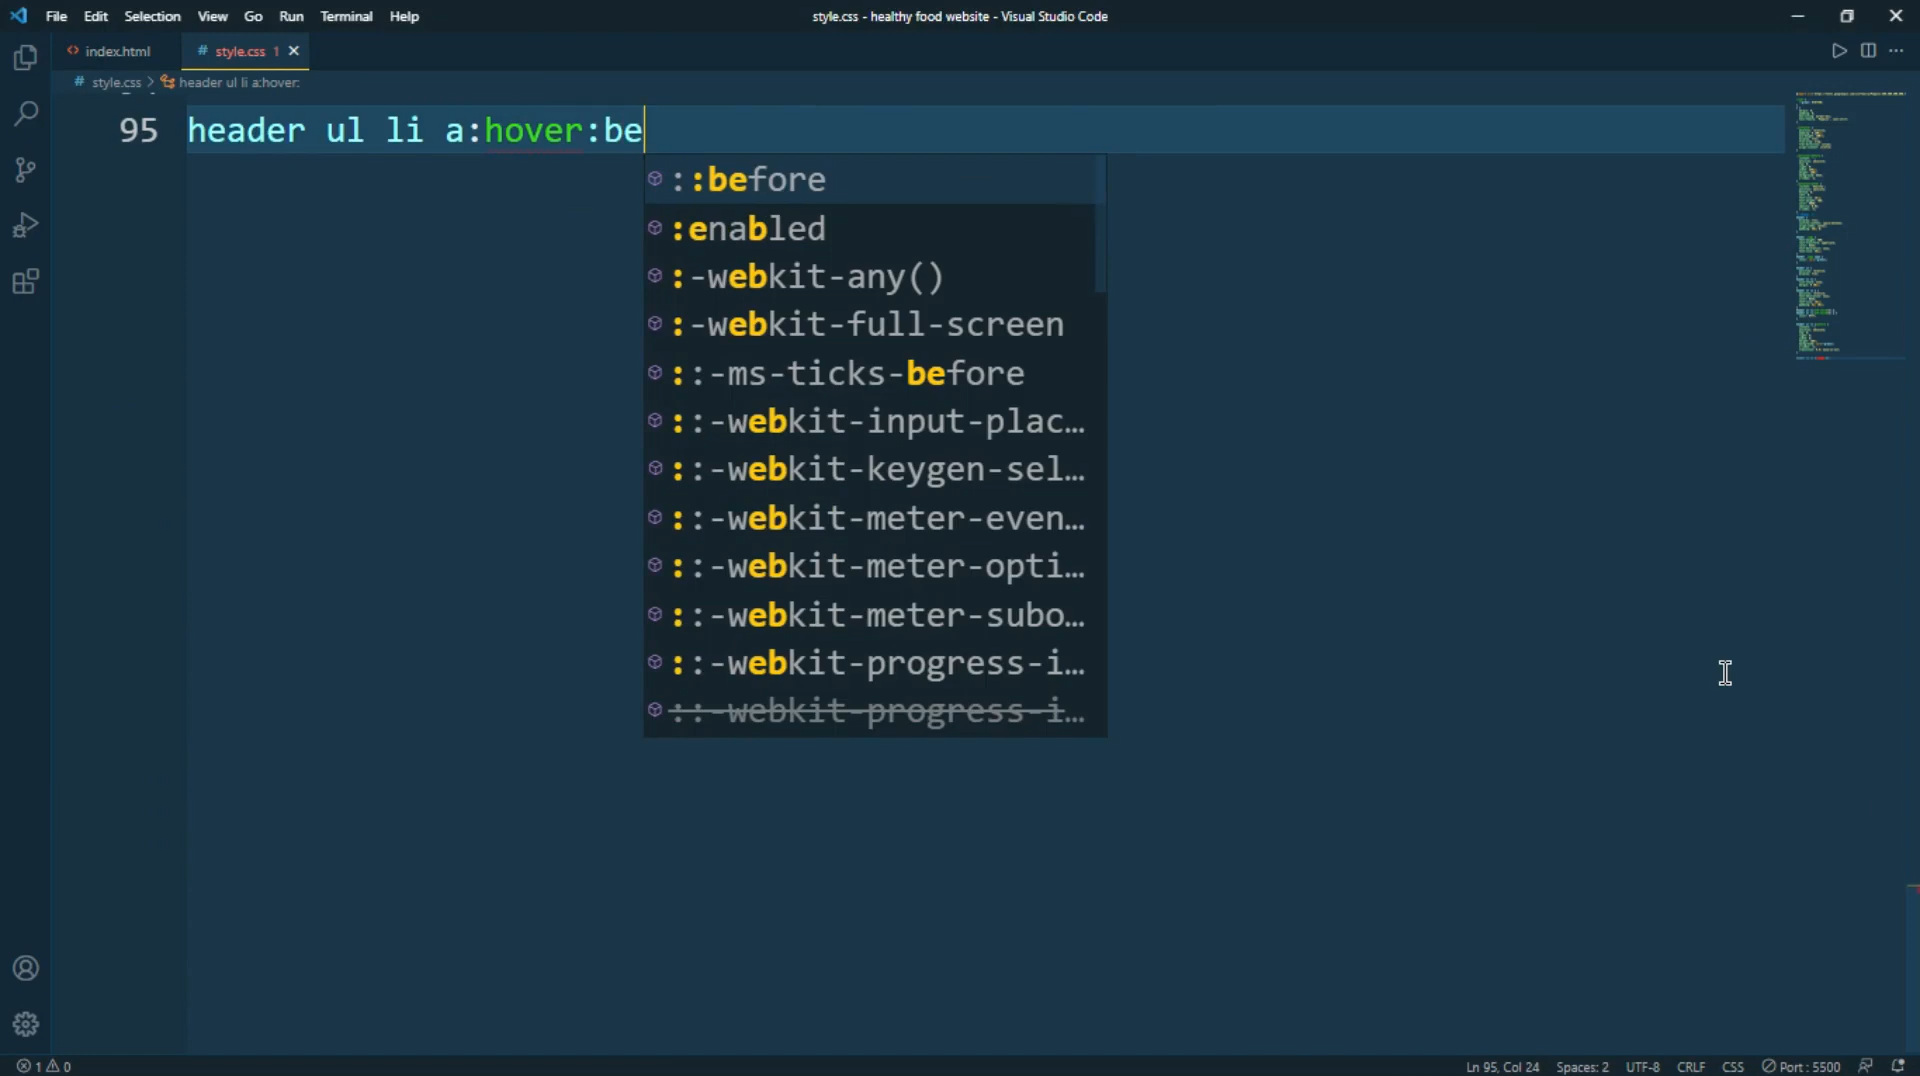 File Edit Selection View Go Run Terminal Help style.css - healthy food website - Visual Studio Code
index.html # style.css 1
# style.css > header ul li a:hover:
95 header ul li a:hover:be
::before
:enabled
:-webkit-any()
:-webkit-full-screen
::-ms-ticks-before
::-webkit-input-plac…
::-webkit-keygen-sel…
::-webkit-meter-even…
::-webkit-meter-opti…
::-webkit-meter-subo…
::-webkit-progress-i…
::-webkit-progress-i…
1 0 Ln 95, Col 24 Spaces: 2 UTF-8 CRLF CSS Port : 5500